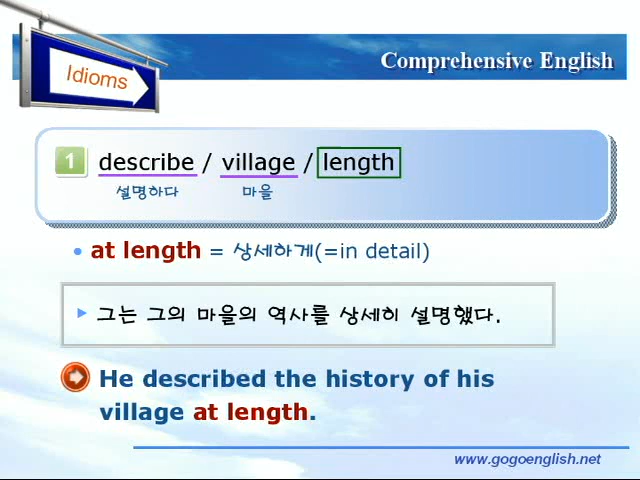 Idioms
Comprehensive English
1 describe / village / length
설명하다 마을
• at length = 상세하게(=in detail)
그는 그의 마을의 역사를 상세히 설명했다.
He described the history of his
village at length.
www.gogoenglish.net